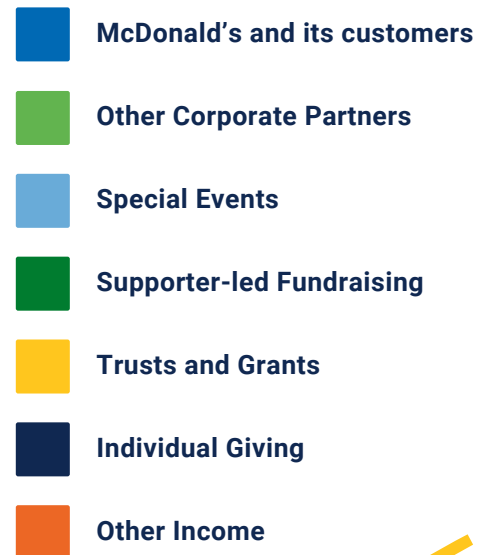 McDonald’s and its customers
Other Corporate Partners
Special Events
Supporter-led Fundraising
Trusts and Grants
Individual Giving
Other Income